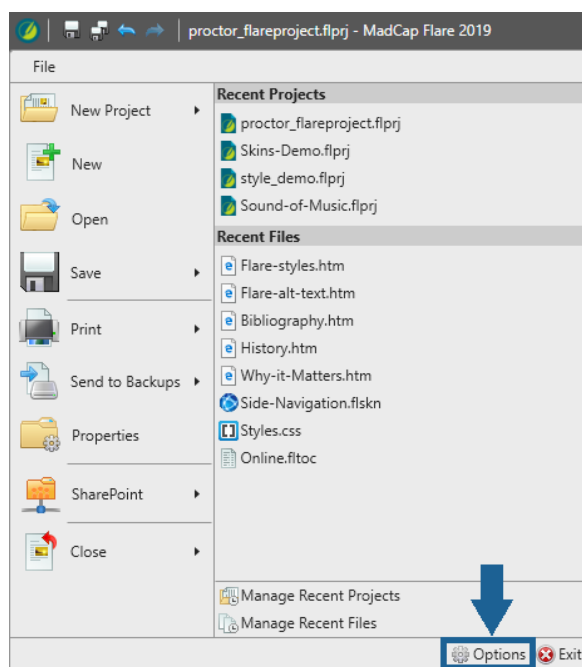 proctor_flareproject.flprj - MadCap Flare 2019
File
New Project
New
Open
Save
Print
Send to Backups
Properties
SharePoint
Close
Recent Projects
proctor_flareproject.flprj
Skins-Demo.flprj
style_demo.flprj
Sound-of-Music.flprj
Recent Files
Flare-styles.htm
Flare-alt-text.htm
Bibliography.htm
History.htm
Why-it-Matters.htm
Side-Navigation.flskn
Styles.css
Online.fltoc
Manage Recent Projects
Manage Recent Files
Options Exit